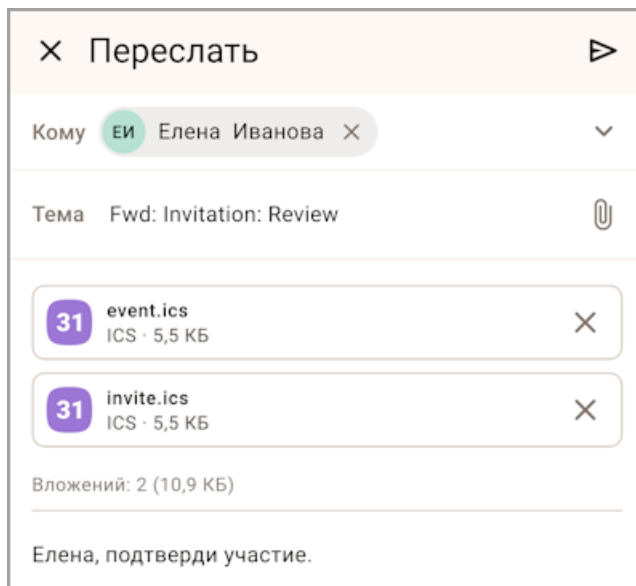 Переслать
Кому ЕИ Елена Иванова
Тема Fwd: Invitation: Review
31 event.ics
ICS · 5,5 КБ
31 invite.ics
ICS · 5,5 КБ
Вложений: 2 (10,9 КБ)
Елена, подтверди участие.